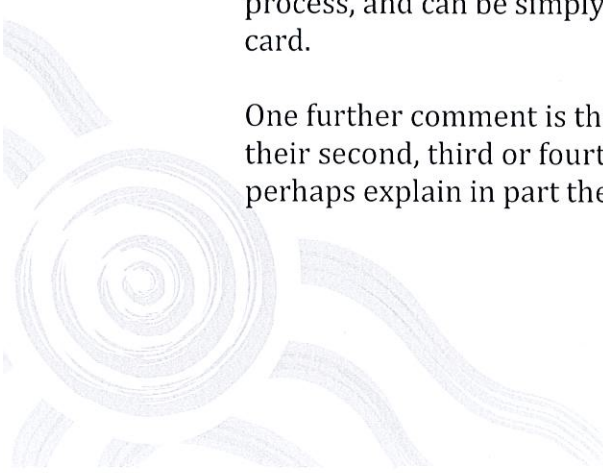 process, and can be simply
card.
One further comment is th
their second, third or fourt
perhaps explain in part the